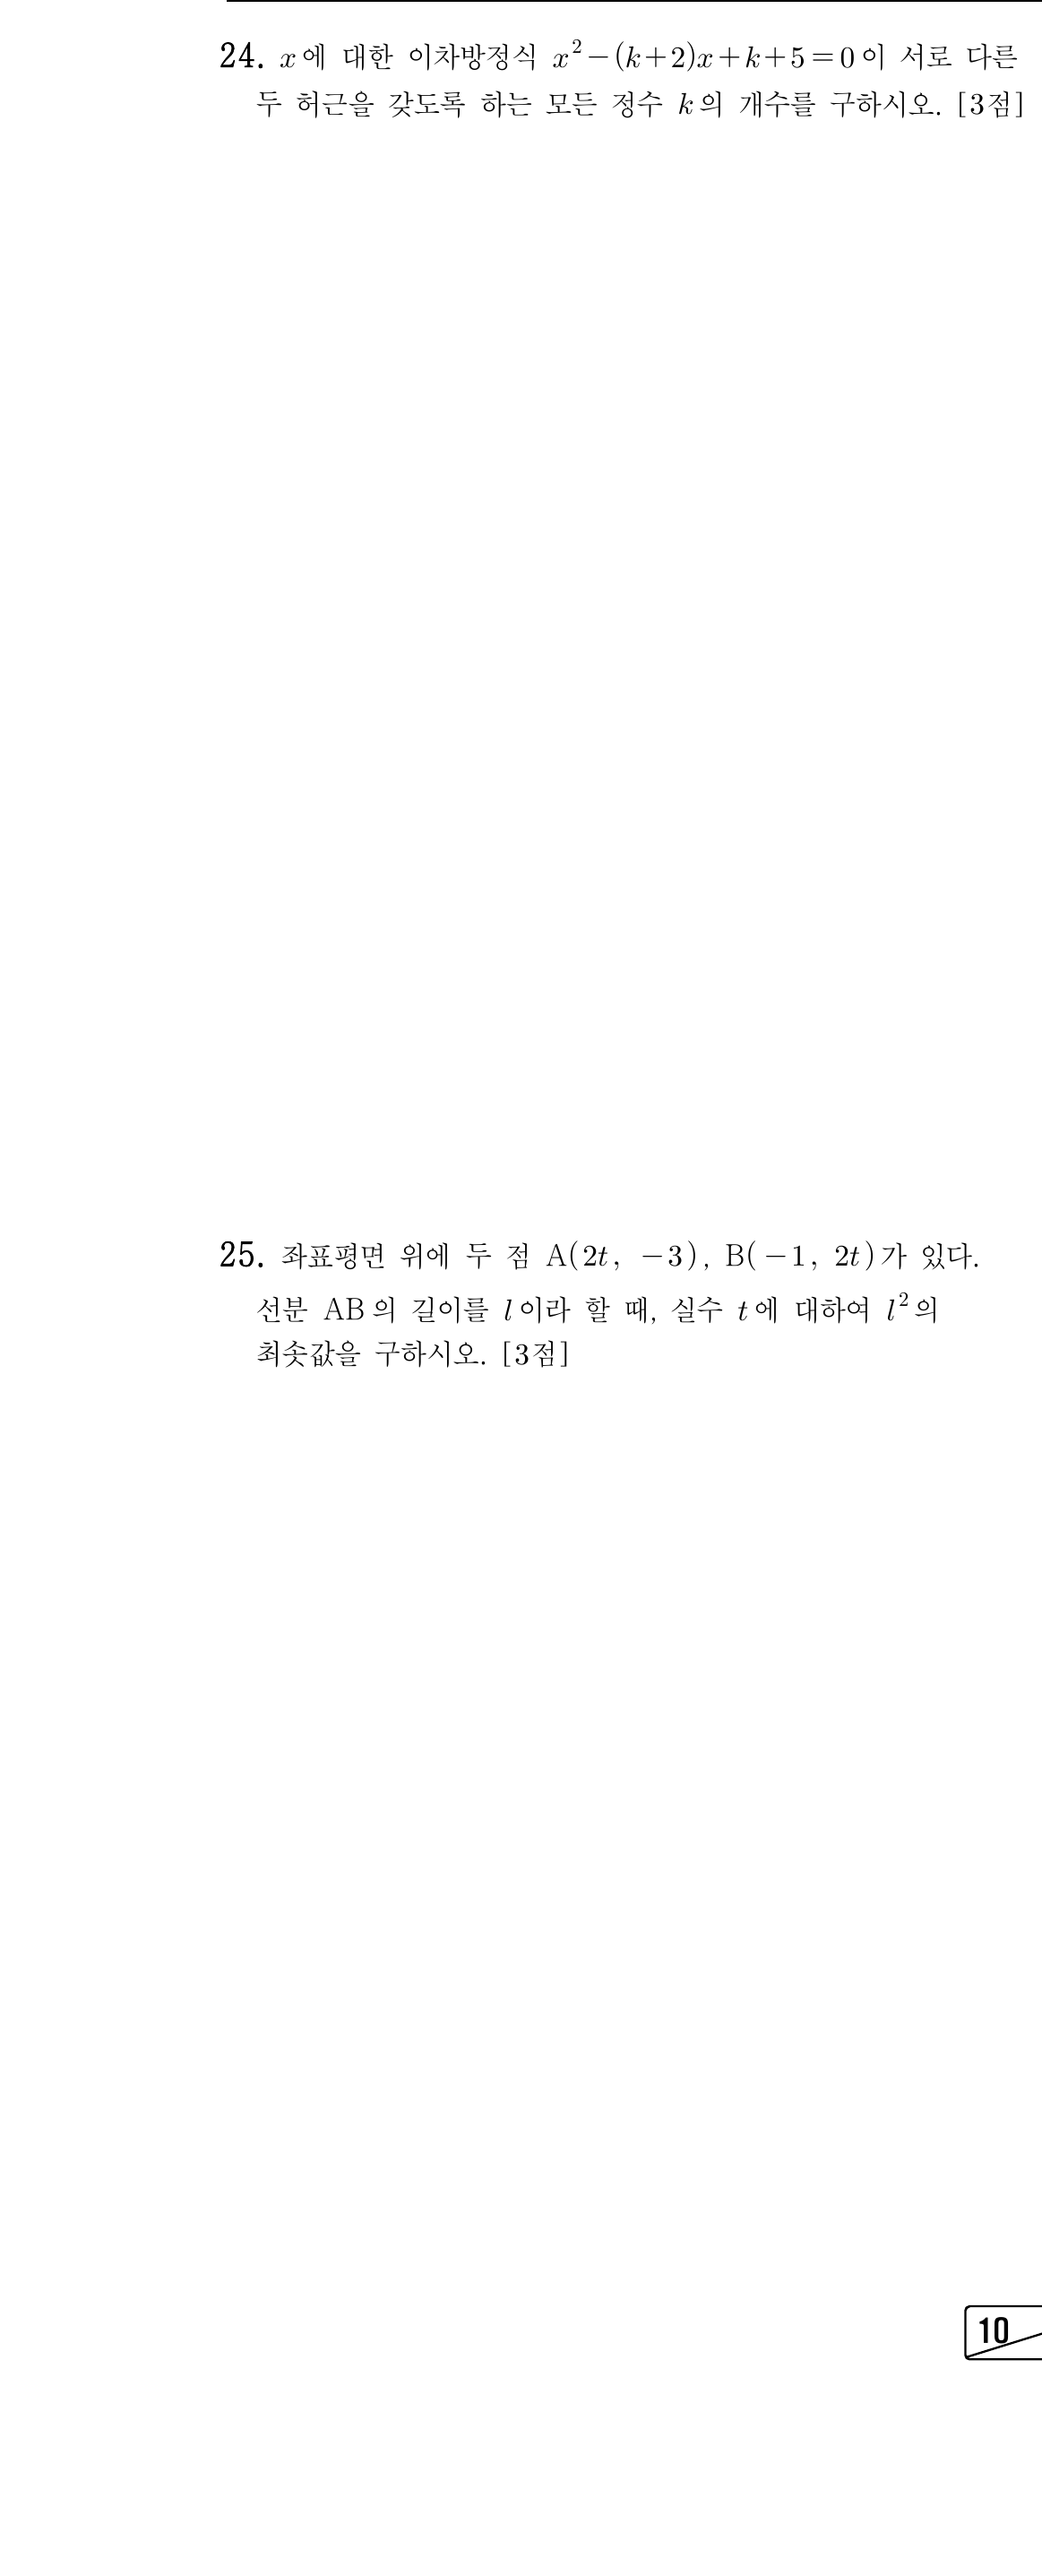 24. x에 대한 이차방정식 x²-(k+2)x+k+5=0이 서로 다른
두 허근을 갖도록 하는 모든 정수 k의 개수를 구하시오. [3점]
25. 좌표평면 위에 두 점 A(2t, -3), B(-1, 2t)가 있다.
선분 AB의 길이를 l이라 할 때, 실수 t에 대하여 l²의
최솟값을 구하시오. [3점]
10